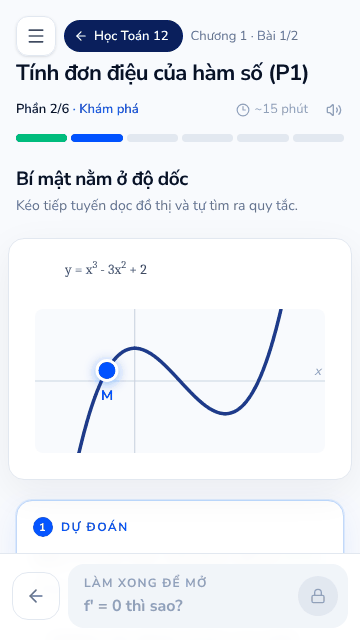 Học Toán 12
Chương 1 · Bài 1/2
Tính đơn điệu của hàm số (P1)
Phần 2/6 · Khám phá
~15 phút
Bí mật nằm ở độ dốc
Kéo tiếp tuyến dọc đồ thị và tự tìm ra quy tắc.
y = x³ - 3x² + 2
x
M
1 DỰ ĐOÁN
LÀM XONG ĐỂ MỞ
f' = 0 thì sao?